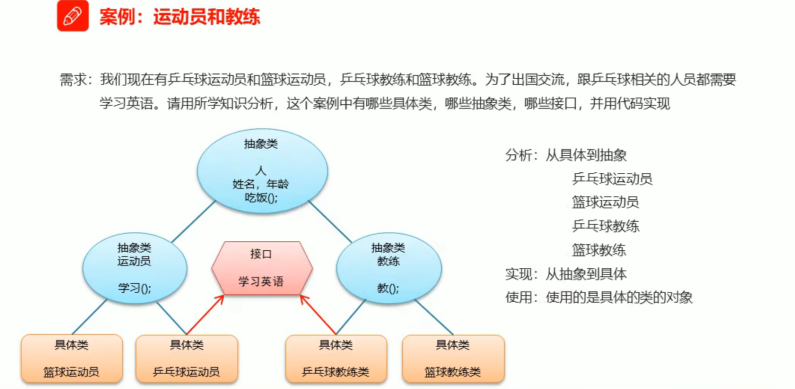 案例：运动员和教练
需求：我们现在有乒乓球运动员和篮球运动员，乒乓球教练和篮球教练。为了出国交流，跟乒乓球相关的人员都需要
学习英语。请用所学知识分析，这个案例中有哪些具体类，哪些抽象类，哪些接口，并用代码实现
抽象类
人
姓名，年龄
吃饭();
抽象类
运动员
学习();
接口
学习英语
抽象类
教练
教();
具体类
篮球运动员
具体类
乒乓球运动员
具体类
乒乓球教练类
具体类
篮球教练类
分析：从具体到抽象
乒乓球运动员
篮球运动员
乒乓球教练
篮球教练
实现：从抽象到具体
使用：使用的是具体的类的对象